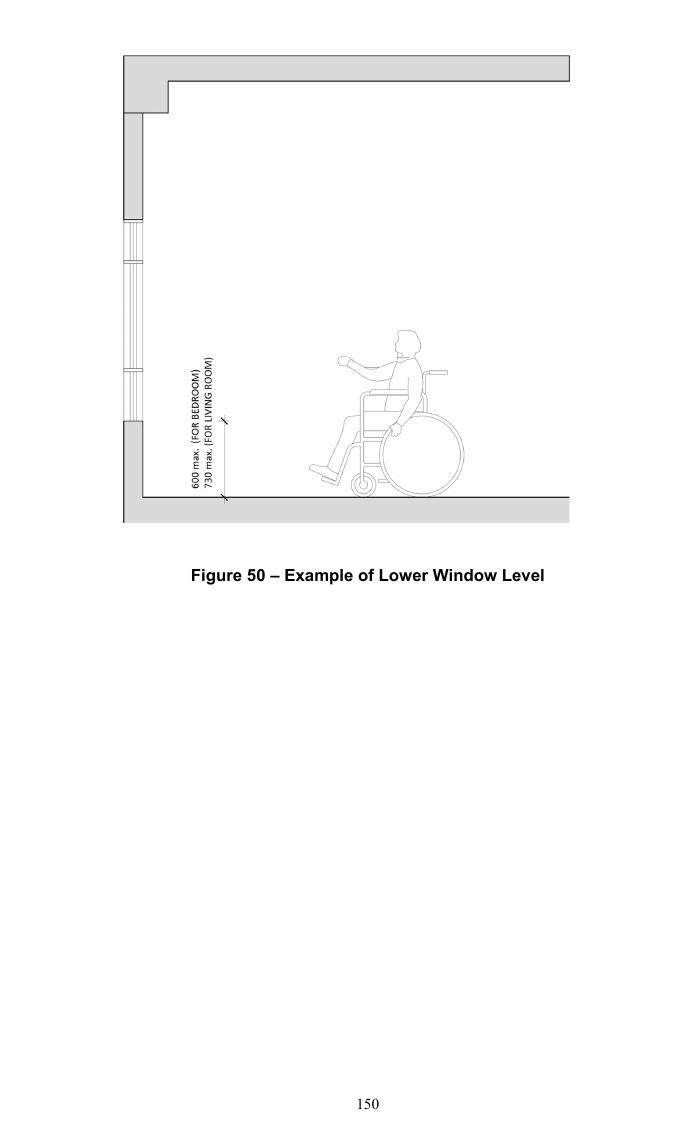 600 max. (FOR BEDROOM)
730 max. (FOR LIVING ROOM)
Figure 50 – Example of Lower Window Level
150